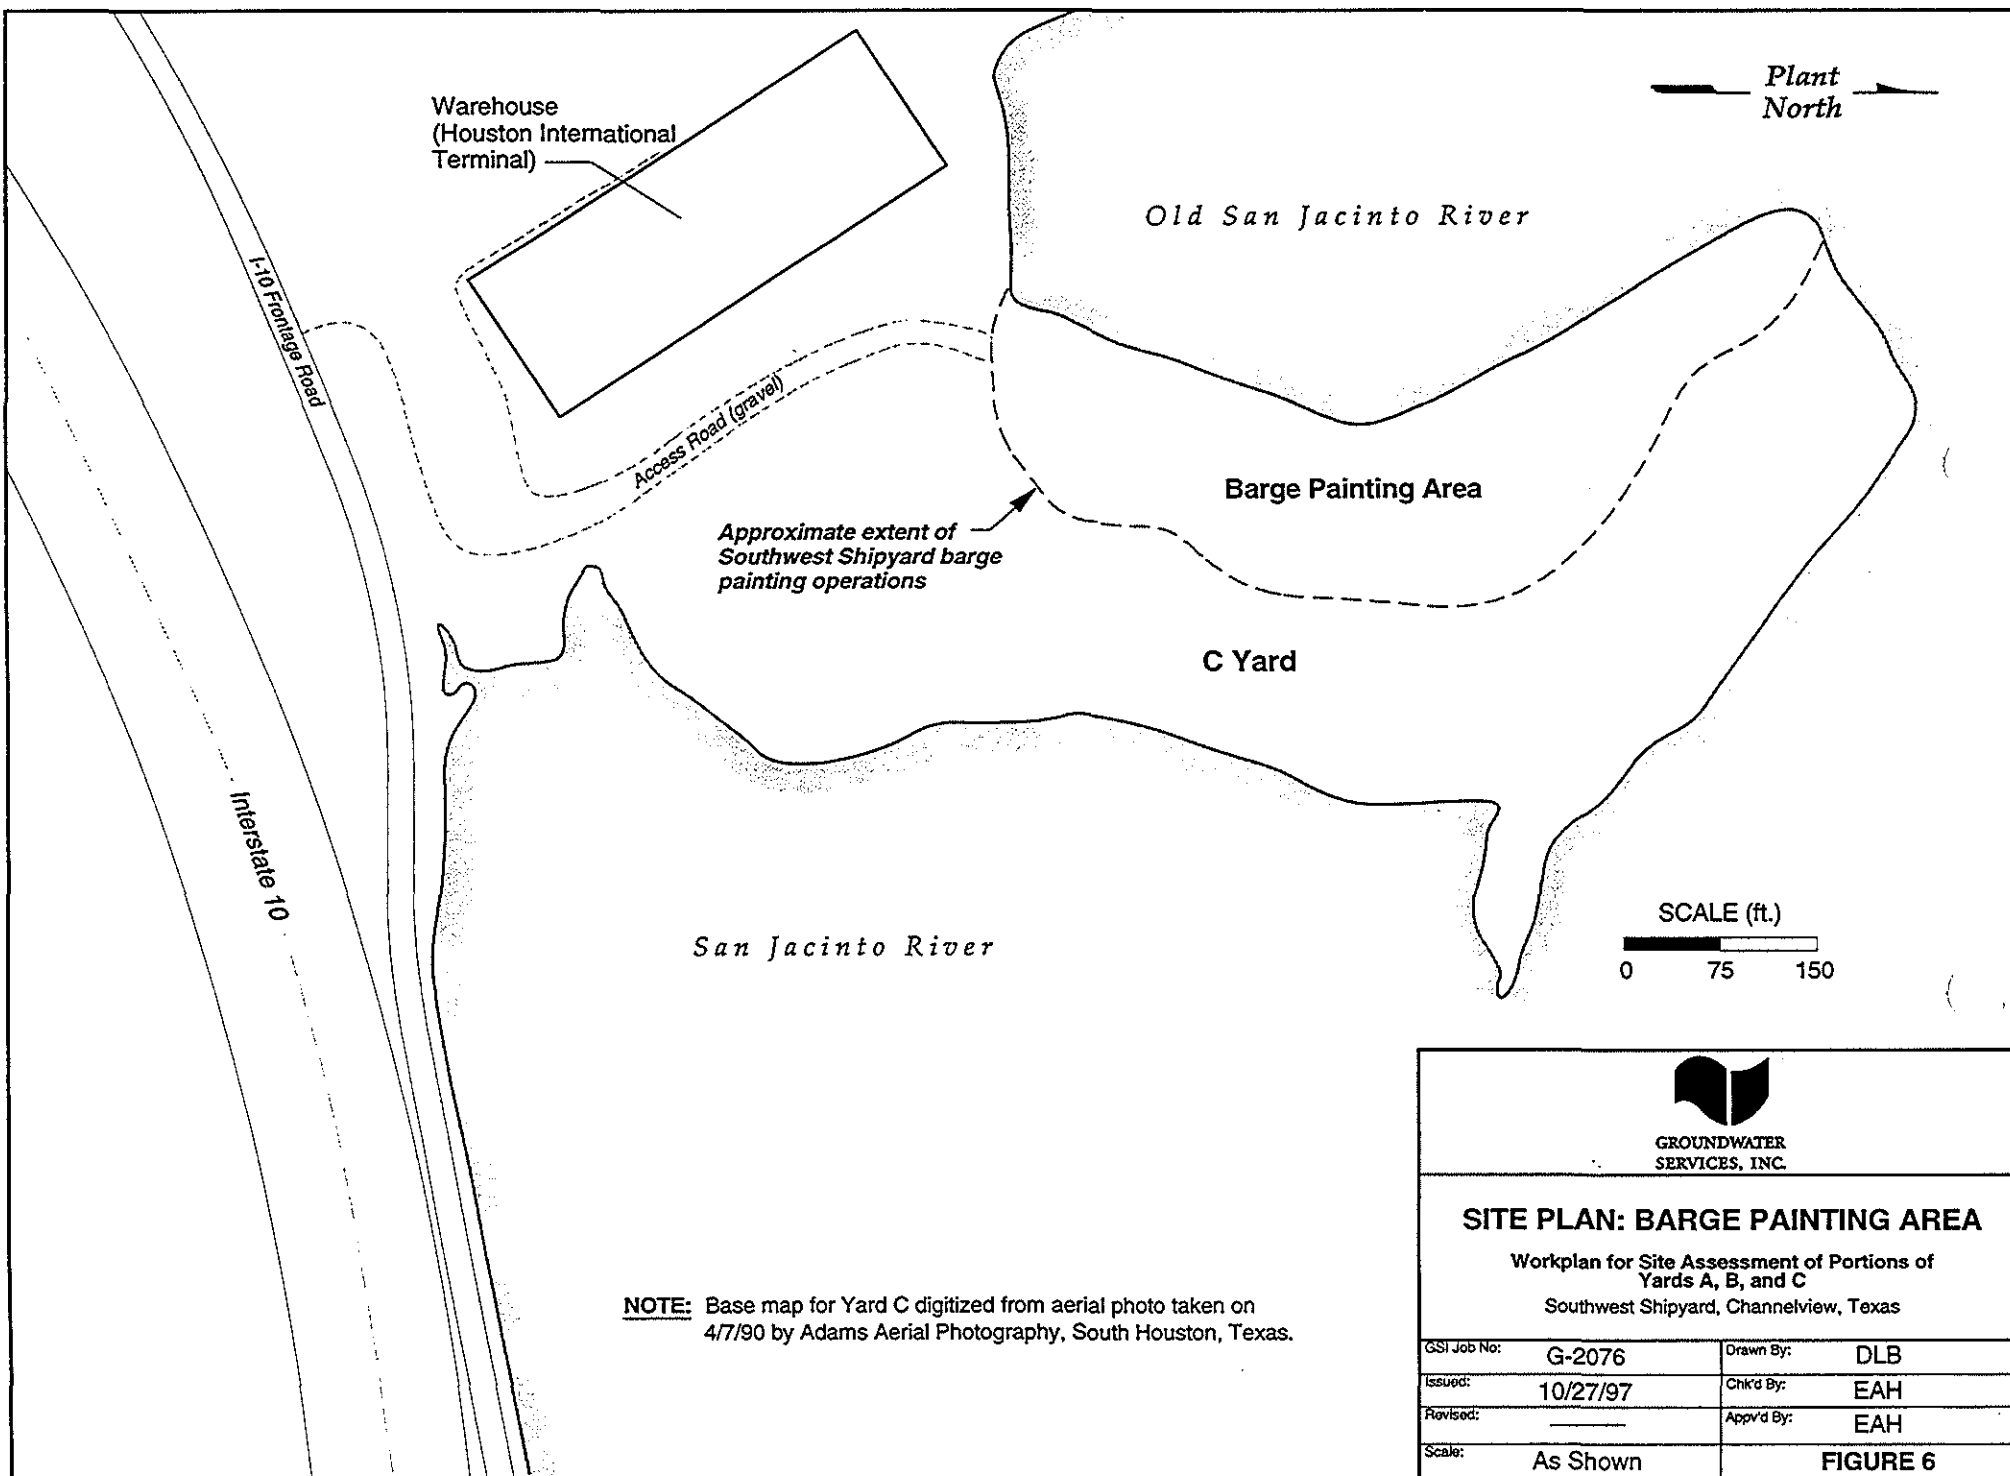 Warehouse
(Houston International
Terminal)
Plant
North
Old San Jacinto River
I-10 Frontage Road
Access Road (gravel)
Barge Painting Area
Approximate extent of
Southwest Shipyard barge
painting operations
C Yard
Interstate 10
San Jacinto River
SCALE (ft.)
0 75 150
GROUNDWATER
SERVICES, INC.
SITE PLAN: BARGE PAINTING AREA
Workplan for Site Assessment of Portions of
Yards A, B, and C
Southwest Shipyard, Channelview, Texas
NOTE: Base map for Yard C digitized from aerial photo taken on
4/7/90 by Adams Aerial Photography, South Houston, Texas.
GSI Job No: G-2076 Drawn By: DLB
Issued: 10/27/97 Chk'd By: EAH
Revised: Appv'd By: EAH
Scale: As Shown FIGURE 6